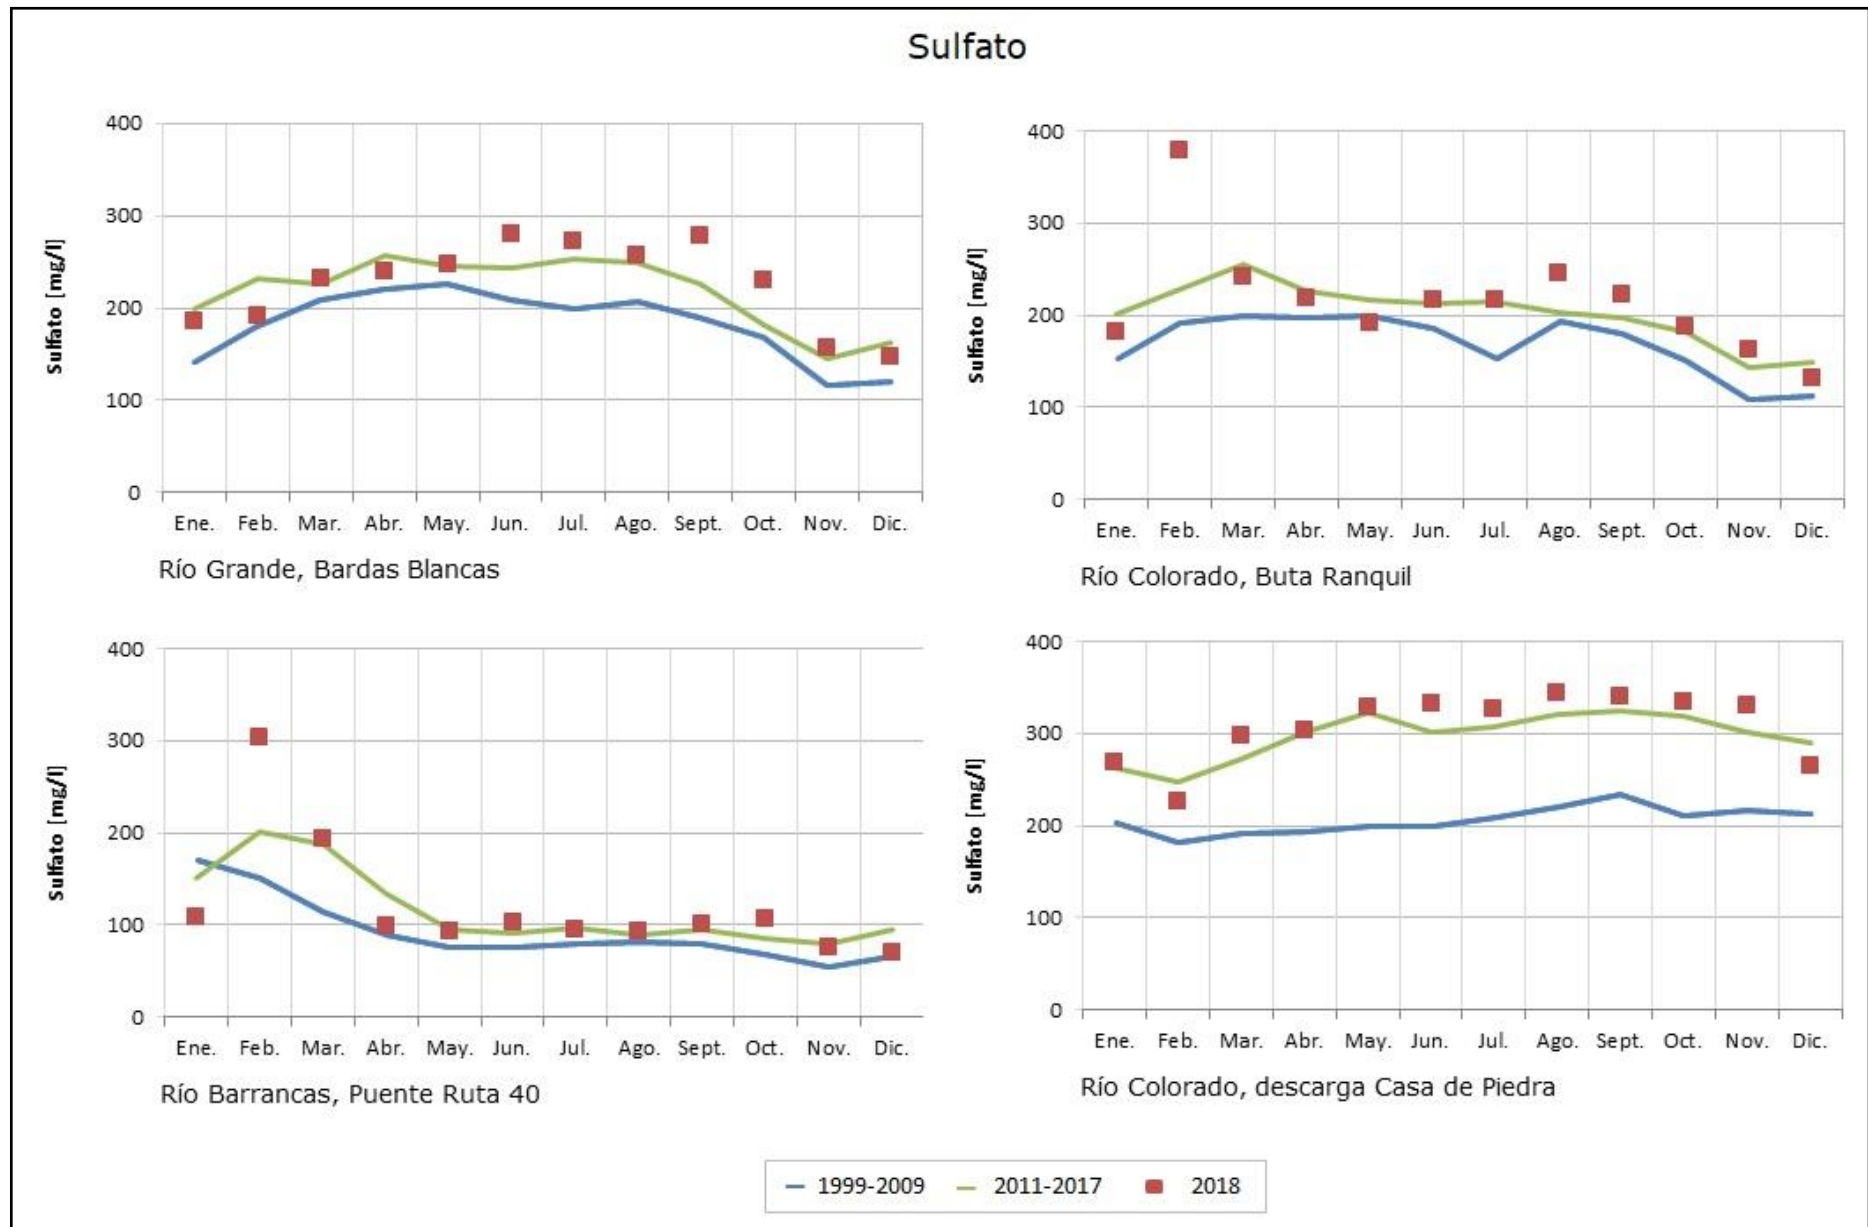 Sulfato
400
300
200
100
0
Sulfato [mg/l]
Ene. Feb. Mar. Abr. May. Jun. Jul. Ago. Sept. Oct. Nov. Dic.
Río Grande, Bardas Blancas
400
300
200
100
0
Sulfato [mg/l]
Ene. Feb. Mar. Abr. May. Jun. Jul. Ago. Sept. Oct. Nov. Dic.
Río Colorado, Buta Ranquil
400
300
200
100
0
Sulfato [mg/l]
Ene. Feb. Mar. Abr. May. Jun. Jul. Ago. Sept. Oct. Nov. Dic.
Río Barrancas, Puente Ruta 40
400
300
200
100
0
Sulfato [mg/l]
Ene. Feb. Mar. Abr. May. Jun. Jul. Ago. Sept. Oct. Nov. Dic.
Río Colorado, descarga Casa de Piedra
1999-2009 2011-2017 2018